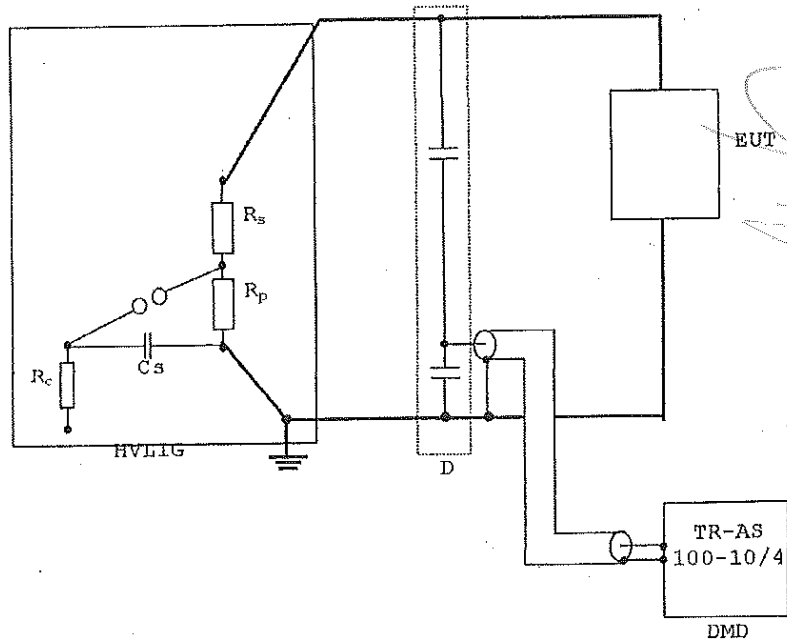 EUT
Rs
Rp
Cs
Rc
HVLIG
D
TR-AS
100-10/4
DMD